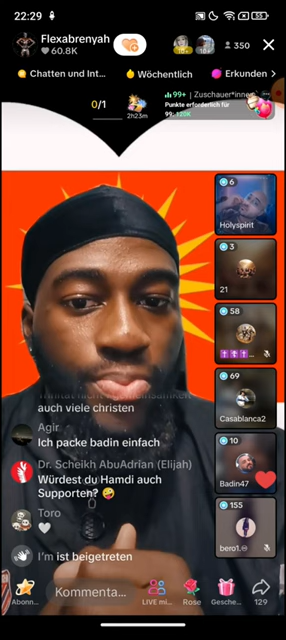 22:29
55
Flexabrenyah
60.8K
350
Chatten und Int...
Wöchentlich
Erkunden
0/1
2h23m
99+ | Zuschauer*innen
Punkte erforderlich für
99: 120K
6
Holyspirit
3
21
58
69
Casablanca2
10
Badin47
155
bero1.
auch viele christen
Agir
Ich packe badin einfach
Dr. Scheikh AbuAdrian (Elijah)
Würdest du Hamdi auch
Supporten?
Toro
I'm ist beigetreten
Abonn...
Kommenta...
LIVE mi...
Rose
Gesche...
129